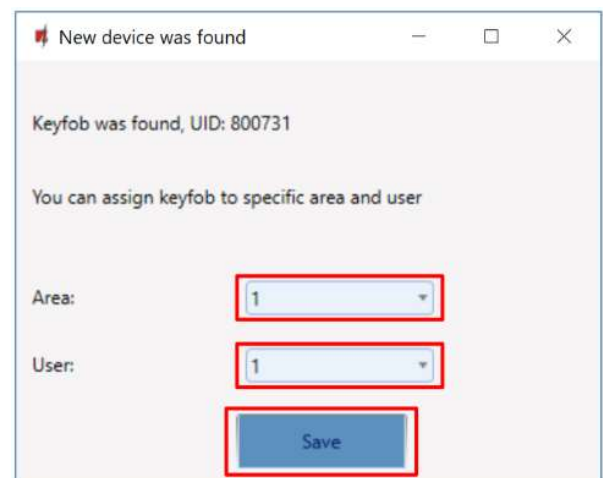 New device was found
Keyfob was found, UID: 800731
You can assign keyfob to specific area and user
Area: 1
User: 1
Save